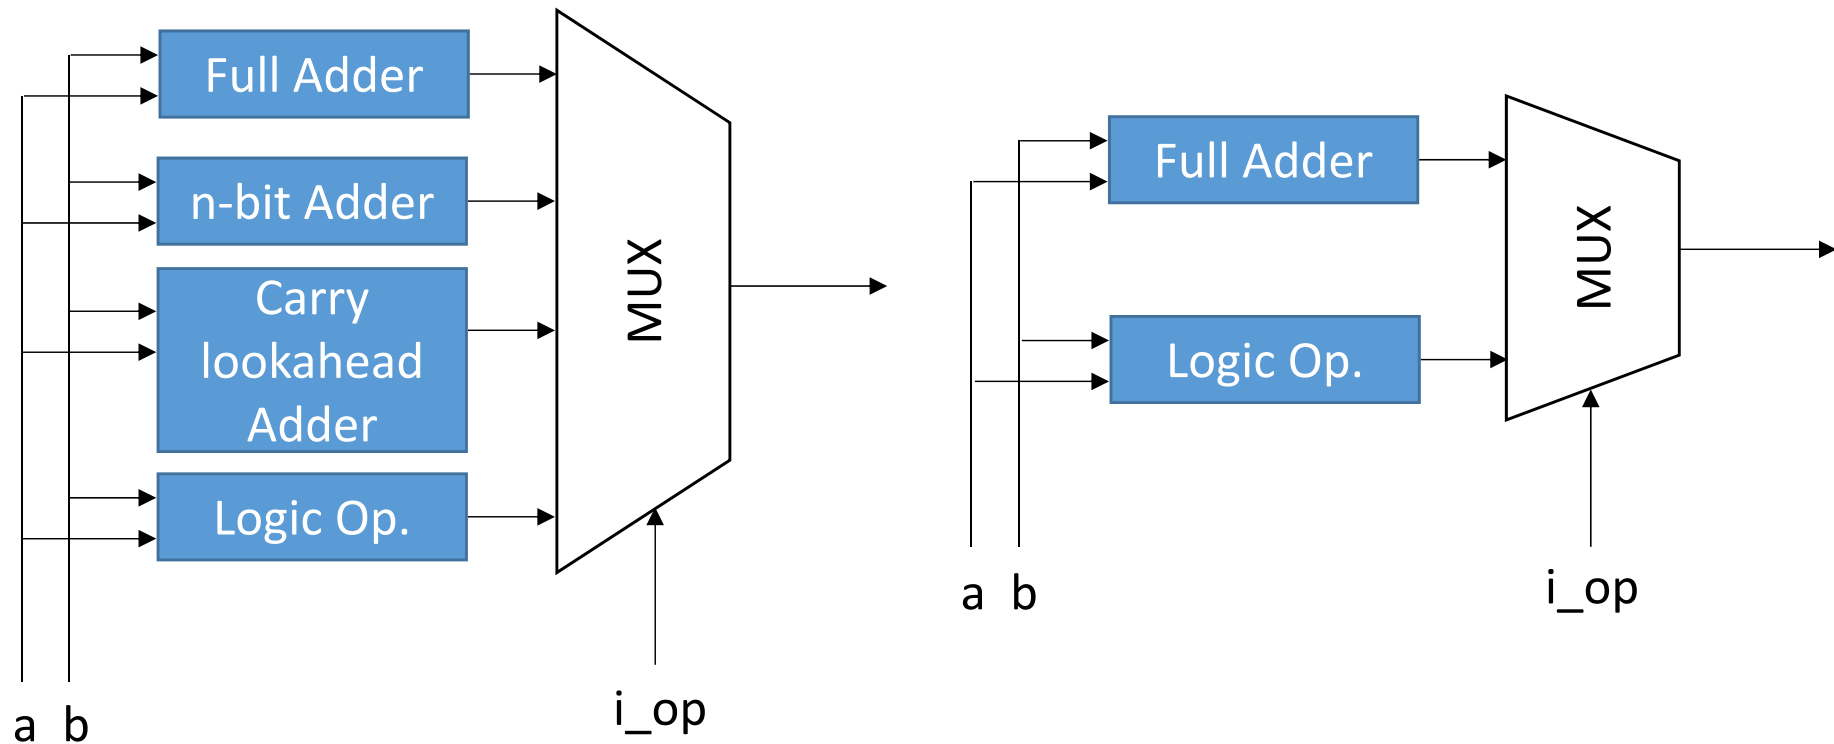 Full Adder
n-bit Adder
Carry
lookahead
Adder
Logic Op.
MUX
i_op
a b
Full Adder
Logic Op.
MUX
a b
i_op